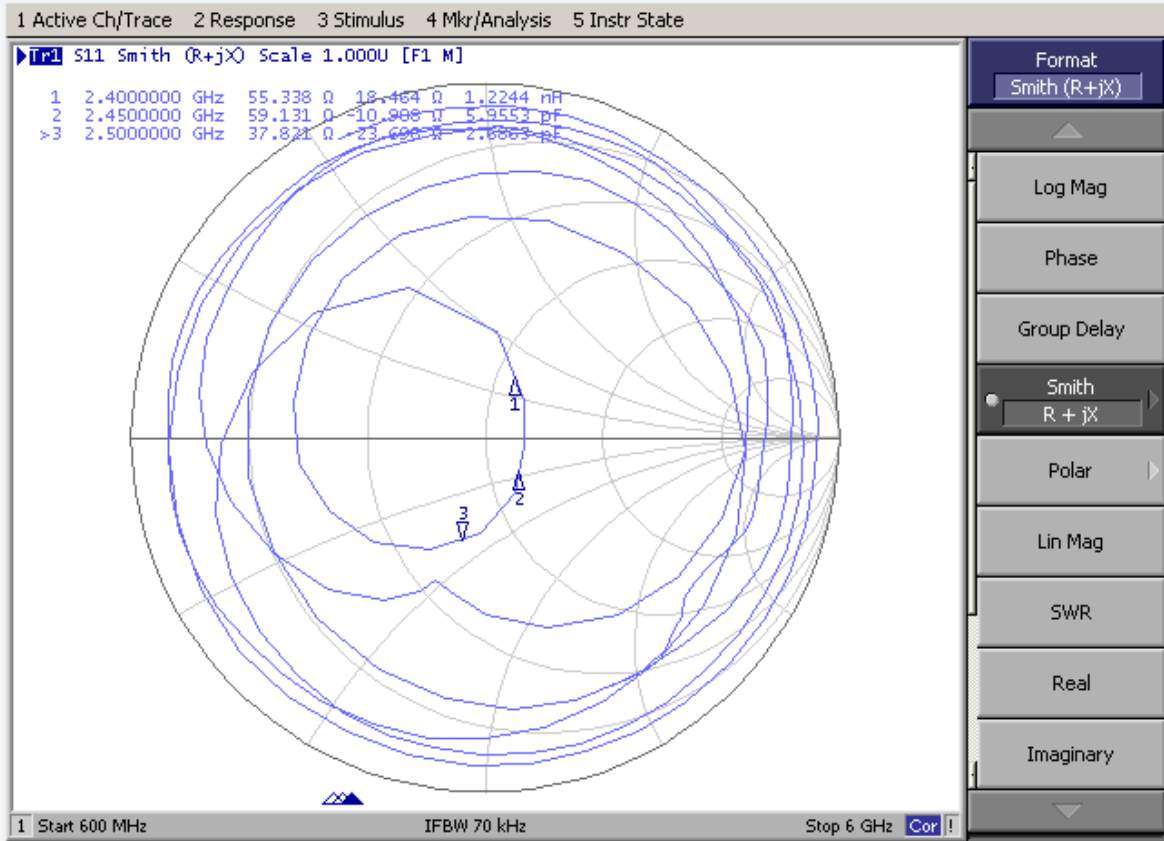 1 Active Ch/Trace 2 Response 3 Stimulus 4 Mkr/Analysis 5 Instr State
Tr1 S11 Smith (R+jX) Scale 1.000U [F1 M]
1 2.4000000 GHz 55.338 Ω 18.464 Ω 1.2244 nH
2 2.4500000 GHz 59.131 Ω -10.908 Ω 5.9553 pF
>3 2.5000000 GHz 37.821 Ω -23.698 Ω 2.6863 pF
1
2
3
1 Start 600 MHz IFBW 70 kHz Stop 6 GHz Cor !
Format
Smith (R+jX)
Log Mag
Phase
Group Delay
Smith
R + jX
Polar
Lin Mag
SWR
Real
Imaginary